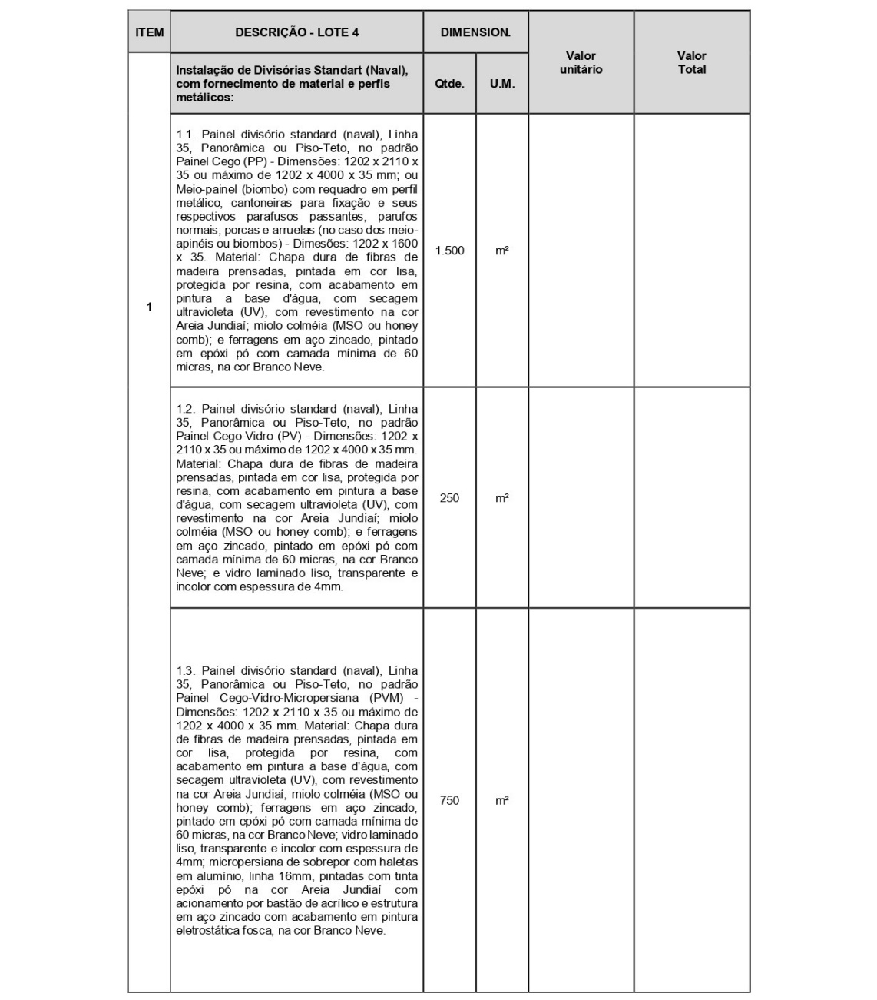 ITEM
DESCRIÇÃO - LOTE 4
DIMENSION.
Valor
unitário
Valor
Total
Instalação de Divisórias Standart (Naval),
com fornecimento de material e perfis
metálicos:
Qtde.
U.M.
1
1.1. Painel divisório standard (naval), Linha
35, Panorâmica ou Piso-Teto, no padrão
Painel Cego (PP) - Dimensões: 1202 x 2110 x
35 ou máximo de 1202 x 4000 x 35 mm; ou
Meio-painel (biombo) com requadro em perfil
metálico, cantoneiras para fixação e seus
respectivos parafusos passantes, parufos
normais, porcas e arruelas (no caso dos meio-
apinéis ou biombos) - Dimesões: 1202 x 1600
x 35. Material: Chapa dura de fibras de
madeira prensadas, pintada em cor lisa,
protegida por resina, com acabamento em
pintura a base d'água, com secagem
ultravioleta (UV), com revestimento na cor
Areia Jundiaí; miolo colméia (MSO ou honey
comb); e ferragens em aço zincado, pintado
em epóxi pó com camada mínima de 60
micras, na cor Branco Neve.
1.500
m²
1.2. Painel divisório standard (naval), Linha
35, Panorâmica ou Piso-Teto, no padrão
Painel Cego-Vidro (PV) - Dimensões: 1202 x
2110 x 35 ou máximo de 1202 x 4000 x 35 mm.
Material: Chapa dura de fibras de madeira
prensadas, pintada em cor lisa, protegida por
resina, com acabamento em pintura a base
d'água, com secagem ultravioleta (UV), com
revestimento na cor Areia Jundiaí; miolo
colméia (MSO ou honey comb); e ferragens
em aço zincado, pintado em epóxi pó com
camada mínima de 60 micras, na cor Branco
Neve; e vidro laminado liso, transparente e
incolor com espessura de 4mm.
250
m²
1.3. Painel divisório standard (naval), Linha
35, Panorâmica ou Piso-Teto, no padrão
Painel Cego-Vidro-Micropersiana (PVM) -
Dimensões: 1202 x 2110 x 35 ou máximo de
1202 x 4000 x 35 mm. Material: Chapa dura
de fibras de madeira prensadas, pintada em
cor lisa, protegida por resina, com
acabamento em pintura a base d'água, com
secagem ultravioleta (UV), com revestimento
na cor Areia Jundiaí; miolo colméia (MSO ou
honey comb); ferragens em aço zincado,
pintado em epóxi pó com camada mínima de
60 micras, na cor Branco Neve; vidro laminado
liso, transparente e incolor com espessura de
4mm; micropersiana de sobrepor com haletas
em alumínio, linha 16mm, pintadas com tinta
epóxi pó na cor Areia Jundiaí com
acionamento por bastão de acrílico e estrutura
em aço zincado com acabamento em pintura
eletrostática fosca, na cor Branco Neve.
750
m²